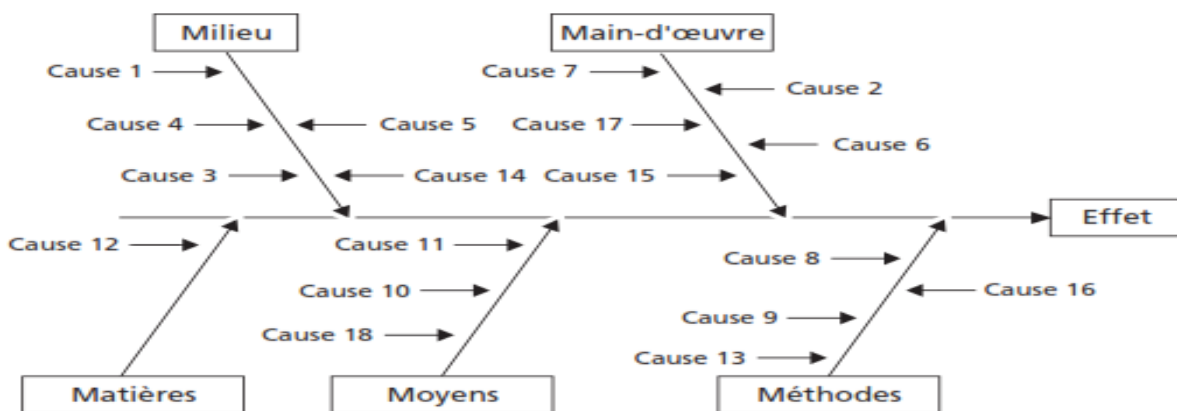 Milieu
Main-d'œuvre
Cause 1
Cause 7
Cause 2
Cause 4
Cause 5
Cause 17
Cause 6
Cause 3
Cause 14
Cause 15
Effet
Cause 12
Cause 11
Cause 8
Cause 10
Cause 16
Cause 9
Cause 18
Cause 13
Matières
Moyens
Méthodes